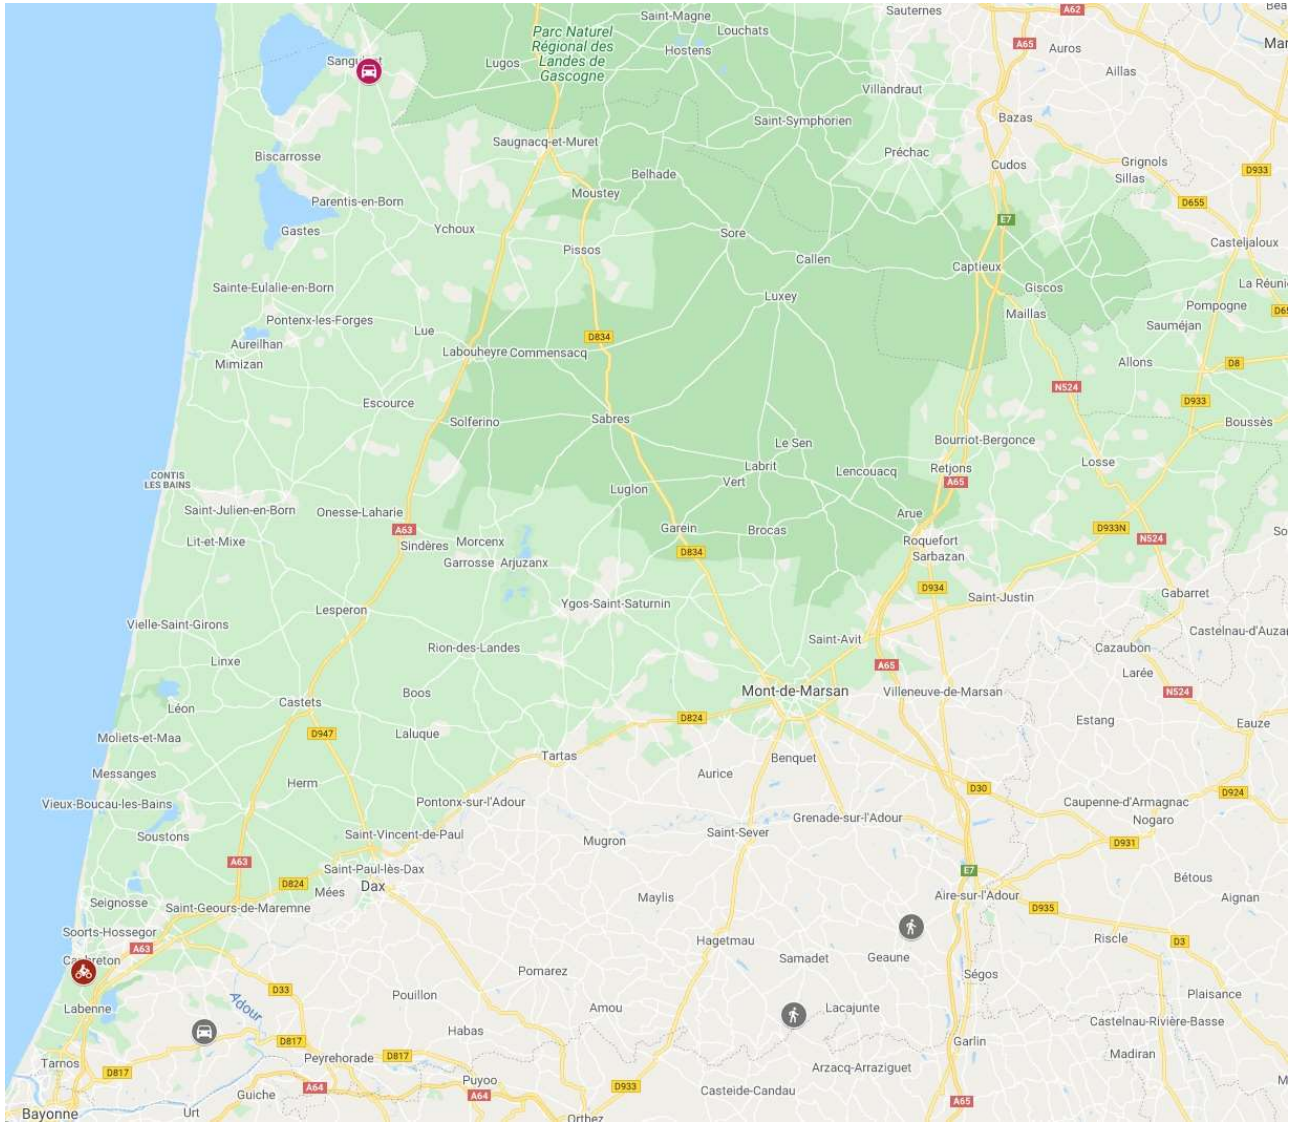 Saint-Magne
Sauternes
A62
Louchats
Parc Naturel
Régional des
Landes de
Gascogne
Hostens
A65
Auros
Lugos
Aillas
Villandraut
Saint-Symphorien
Bazas
Saugnacq-et-Muret
Biscarrosse
Préchac
Cudos
Grignols
Sillas
D933
Belhade
Moustey
Parentis-en-Born
D655
Gastes
Ychoux
Sore
E7
Pissos
Callen
Casteljaloux
Captieux
Sainte-Eulalie-en-Born
Luxey
Giscos
Pompogne
Maillas
Pontenx-les-Forges
Lue
Sauméjan
Aureilhan
D834
Mimizan
Labouheyre
Commensacq
Allons
D8
N524
D933
Escource
Solferino
Sabres
Boussès
Le Sen
Bourriot-Bergonce
Labrit
Lencouacq
Retjons
Losse
CONTIS
LES BAINS
Vert
A65
Luglon
Saint-Julien-en-Born
Onesse-Laharie
Arue
A63
Garein
Brocas
D933N
Lit-et-Mixe
Sindères
Morcenx
Roquefort
N524
D834
Sarbazan
Garrosse
Arjuzanx
D934
Saint-Justin
Gabarret
Lesperon
Ygos-Saint-Saturnin
Vielle-Saint-Girons
Saint-Avit
Rion-des-Landes
Cazaubon
Linxe
A65
Larée
Mont-de-Marsan
Villeneuve-de-Marsan
N524
Boos
Castets
Léon
D824
Estang
Eauze
D947
Laluque
Moliets-et-Maa
Tartas
Benquet
Messanges
Aurice
Herm
D30
D924
Vieux-Boucau-les-Bains
Pontonx-sur-l'Adour
Caupenne-d'Armagnac
Grenade-sur-l'Adour
Nogaro
Soustons
Saint-Vincent-de-Paul
Saint-Sever
Mugron
D931
A63
Saint-Paul-lès-Dax
E7
D824
Mées
Dax
Bétous
Seignosse
Maylis
Aire-sur-l'Adour
Aignan
Saint-Geours-de-Maremne
D935
Soorts-Hossegor
A63
Hagetmau
Riscle
D3
Samadet
Geaune
Pomarez
Ségos
D33
Pouillon
Plaisance
Labenne
Adour
Amou
Lacajunte
Castelnau-Rivière-Basse
Habas
D817
Garlin
Tarnos
Peyrehorade
D817
Madiran
D817
Arzacq-Arraziguet
Puyoo
A64
D933
Casteide-Candau
Guiche
A64
A65
Bayonne
Urt
Orthez